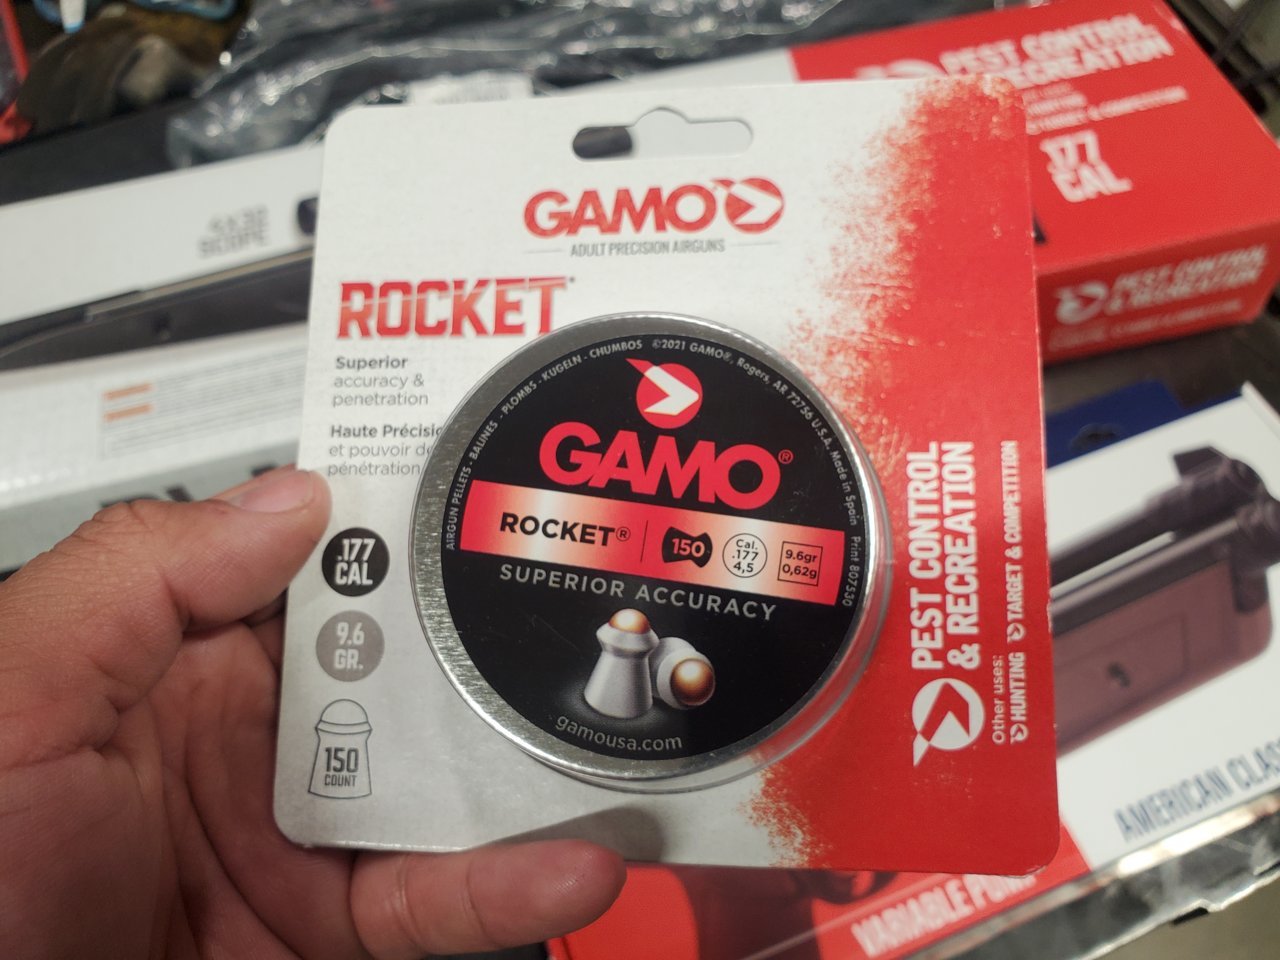 GAMO
ADULT PRECISION AIRGUNS
ROCKET
Superior
accuracy &
penetration
Haute Précisio
et pouvoir de
pénétration
.177
CAL
9.6
GR.
150
COUNT
AIRGUN PELLETS - BALINES - PLOMBS - KUGELN - CHUMBOS ©2021 GAMO®, Rogers, AR 72756 U.S.A. Made in Spain Print 807530
GAMO®
ROCKET®
150
Cal.
.177
4,5
9.6gr
0,62g
SUPERIOR ACCURACY
gamousa.com
PEST CONTROL
& RECREATION
Other uses:
HUNTING TARGET & COMPETITION
PEST CONTROL
RECREATION
.177
CAL
PEST CONTROL
& RECREATION
4X32
SCOPE
AMERICAN CLAS
VARIABLE PUMP